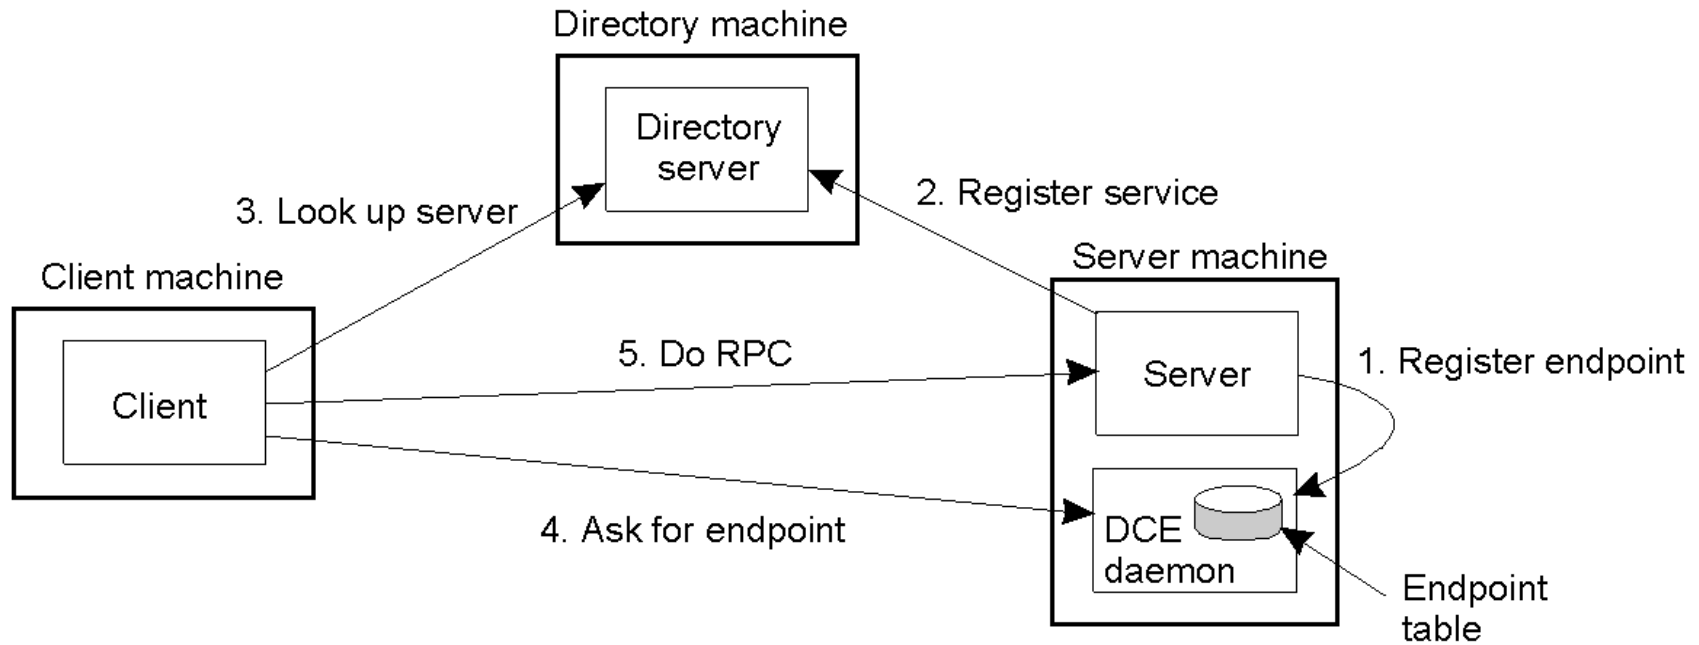 Directory machine
Directory
server
3. Look up server
2. Register service
Client machine
Server machine
5. Do RPC
1. Register endpoint
Client
Server
4. Ask for endpoint
DCE
daemon
Endpoint
table